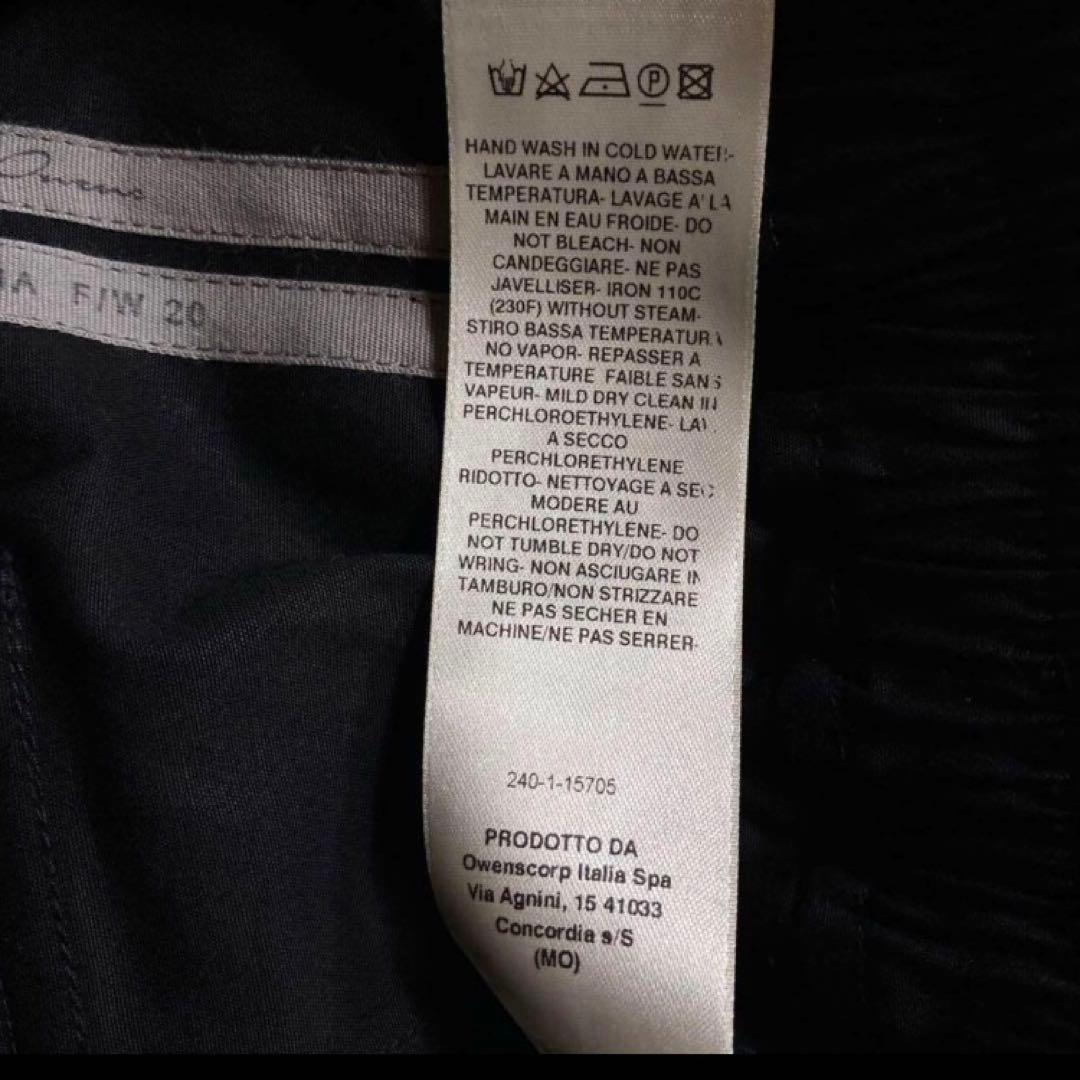 Owens
F/W 20
HAND WASH IN COLD WATER-
LAVARE A MANO A BASSA
TEMPERATURA- LAVAGE A' LA
MAIN EN EAU FROIDE- DO
NOT BLEACH- NON
CANDEGGIARE- NE PAS
JAVELLISER- IRON 110C
(230F) WITHOUT STEAM-
STIRO BASSA TEMPERATURA
NO VAPOR- REPASSER A
TEMPERATURE FAIBLE SANS
VAPEUR- MILD DRY CLEAN IN
PERCHLOROETHYLENE- LAV.
A SECCO
PERCHLORETHYLENE
RIDOTTO- NETTOYAGE A SEC
MODERE AU
PERCHLORETHYLENE- DO
NOT TUMBLE DRY/DO NOT
WRING- NON ASCIUGARE IN
TAMBURO/NON STRIZZARE
NE PAS SECHER EN
MACHINE/NE PAS SERRER-
240-1-15705
PRODOTTO DA
Owenscorp Italia Spa
Via Agnini, 15 41033
Concordia s/S
(MO)